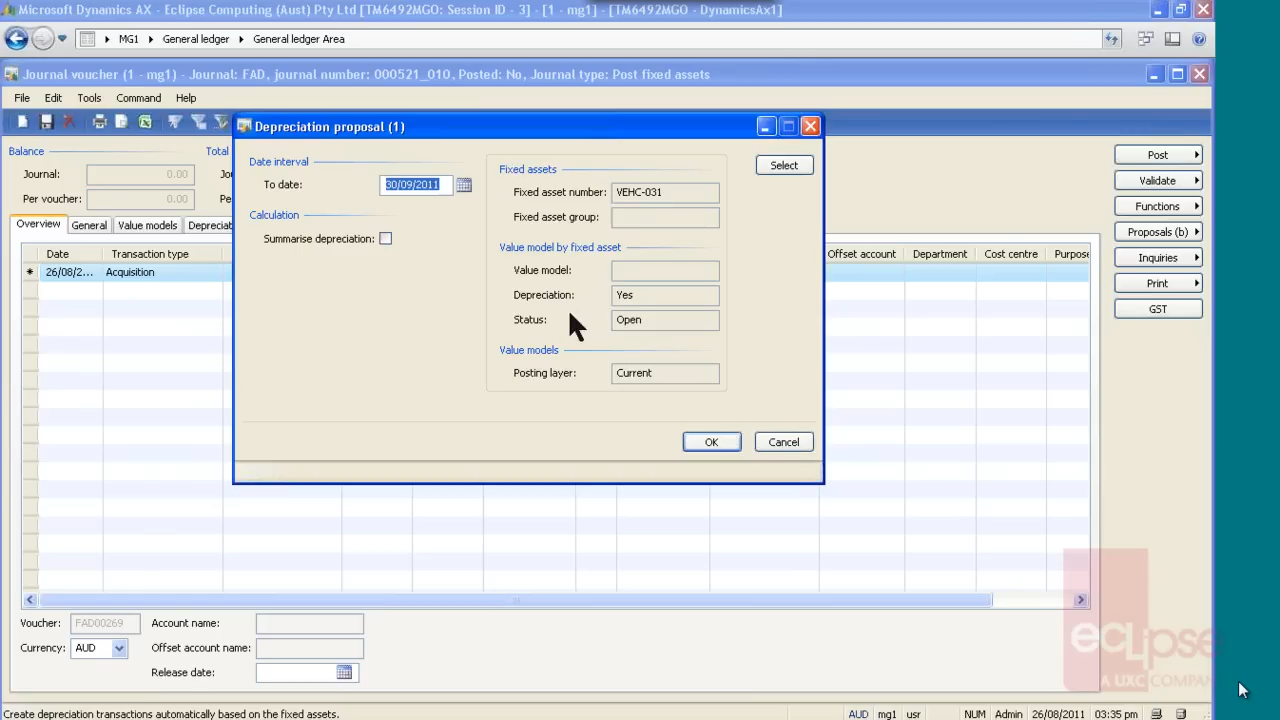 Microsoft Dynamics AX - Eclipse Computing (Aust) Pty Ltd [TM6492MGO: Session ID - 3] - [1 - mg1] - [TM6492MGO - DynamicsAx1]
MG1 General ledger General ledger Area
Journal voucher (1 - mg1) - Journal: FAD, journal number: 000521_010, Posted: No, Journal type: Post fixed assets
File Edit Tools Command Help
Depreciation proposal (1)
Date interval
To date: 30/09/2011
Calculation
Summarise depreciation:
Fixed assets
Fixed asset number: VEHC-031
Fixed asset group:
Value model by fixed asset
Value model:
Depreciation: Yes
Status: Open
Value models
Posting layer: Current
Select
OK Cancel
Balance Total
Journal: 0.00
Per voucher: 0.00
Post
Validate
Functions
Proposals (b)
Inquiries
Print
GST
Overview General Value models Depreciat
Date Transaction type Offset account Department Cost centre Purpose
26/08/2... Acquisition
Voucher: FAD00269 Account name:
Currency: AUD Offset account name:
Release date:
eclipse
A UXC COMPANY
Create depreciation transactions automatically based on the fixed assets. AUD mg1 usr NUM Admin 26/08/2011 03:35 pm